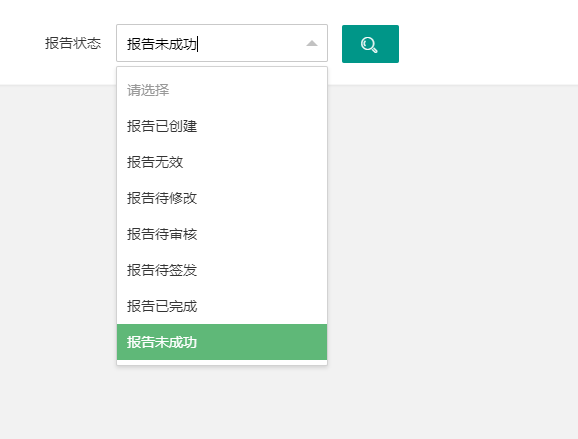 报告状态 报告未成功
请选择
报告已创建
报告无效
报告待修改
报告待审核
报告待签发
报告已完成
报告未成功